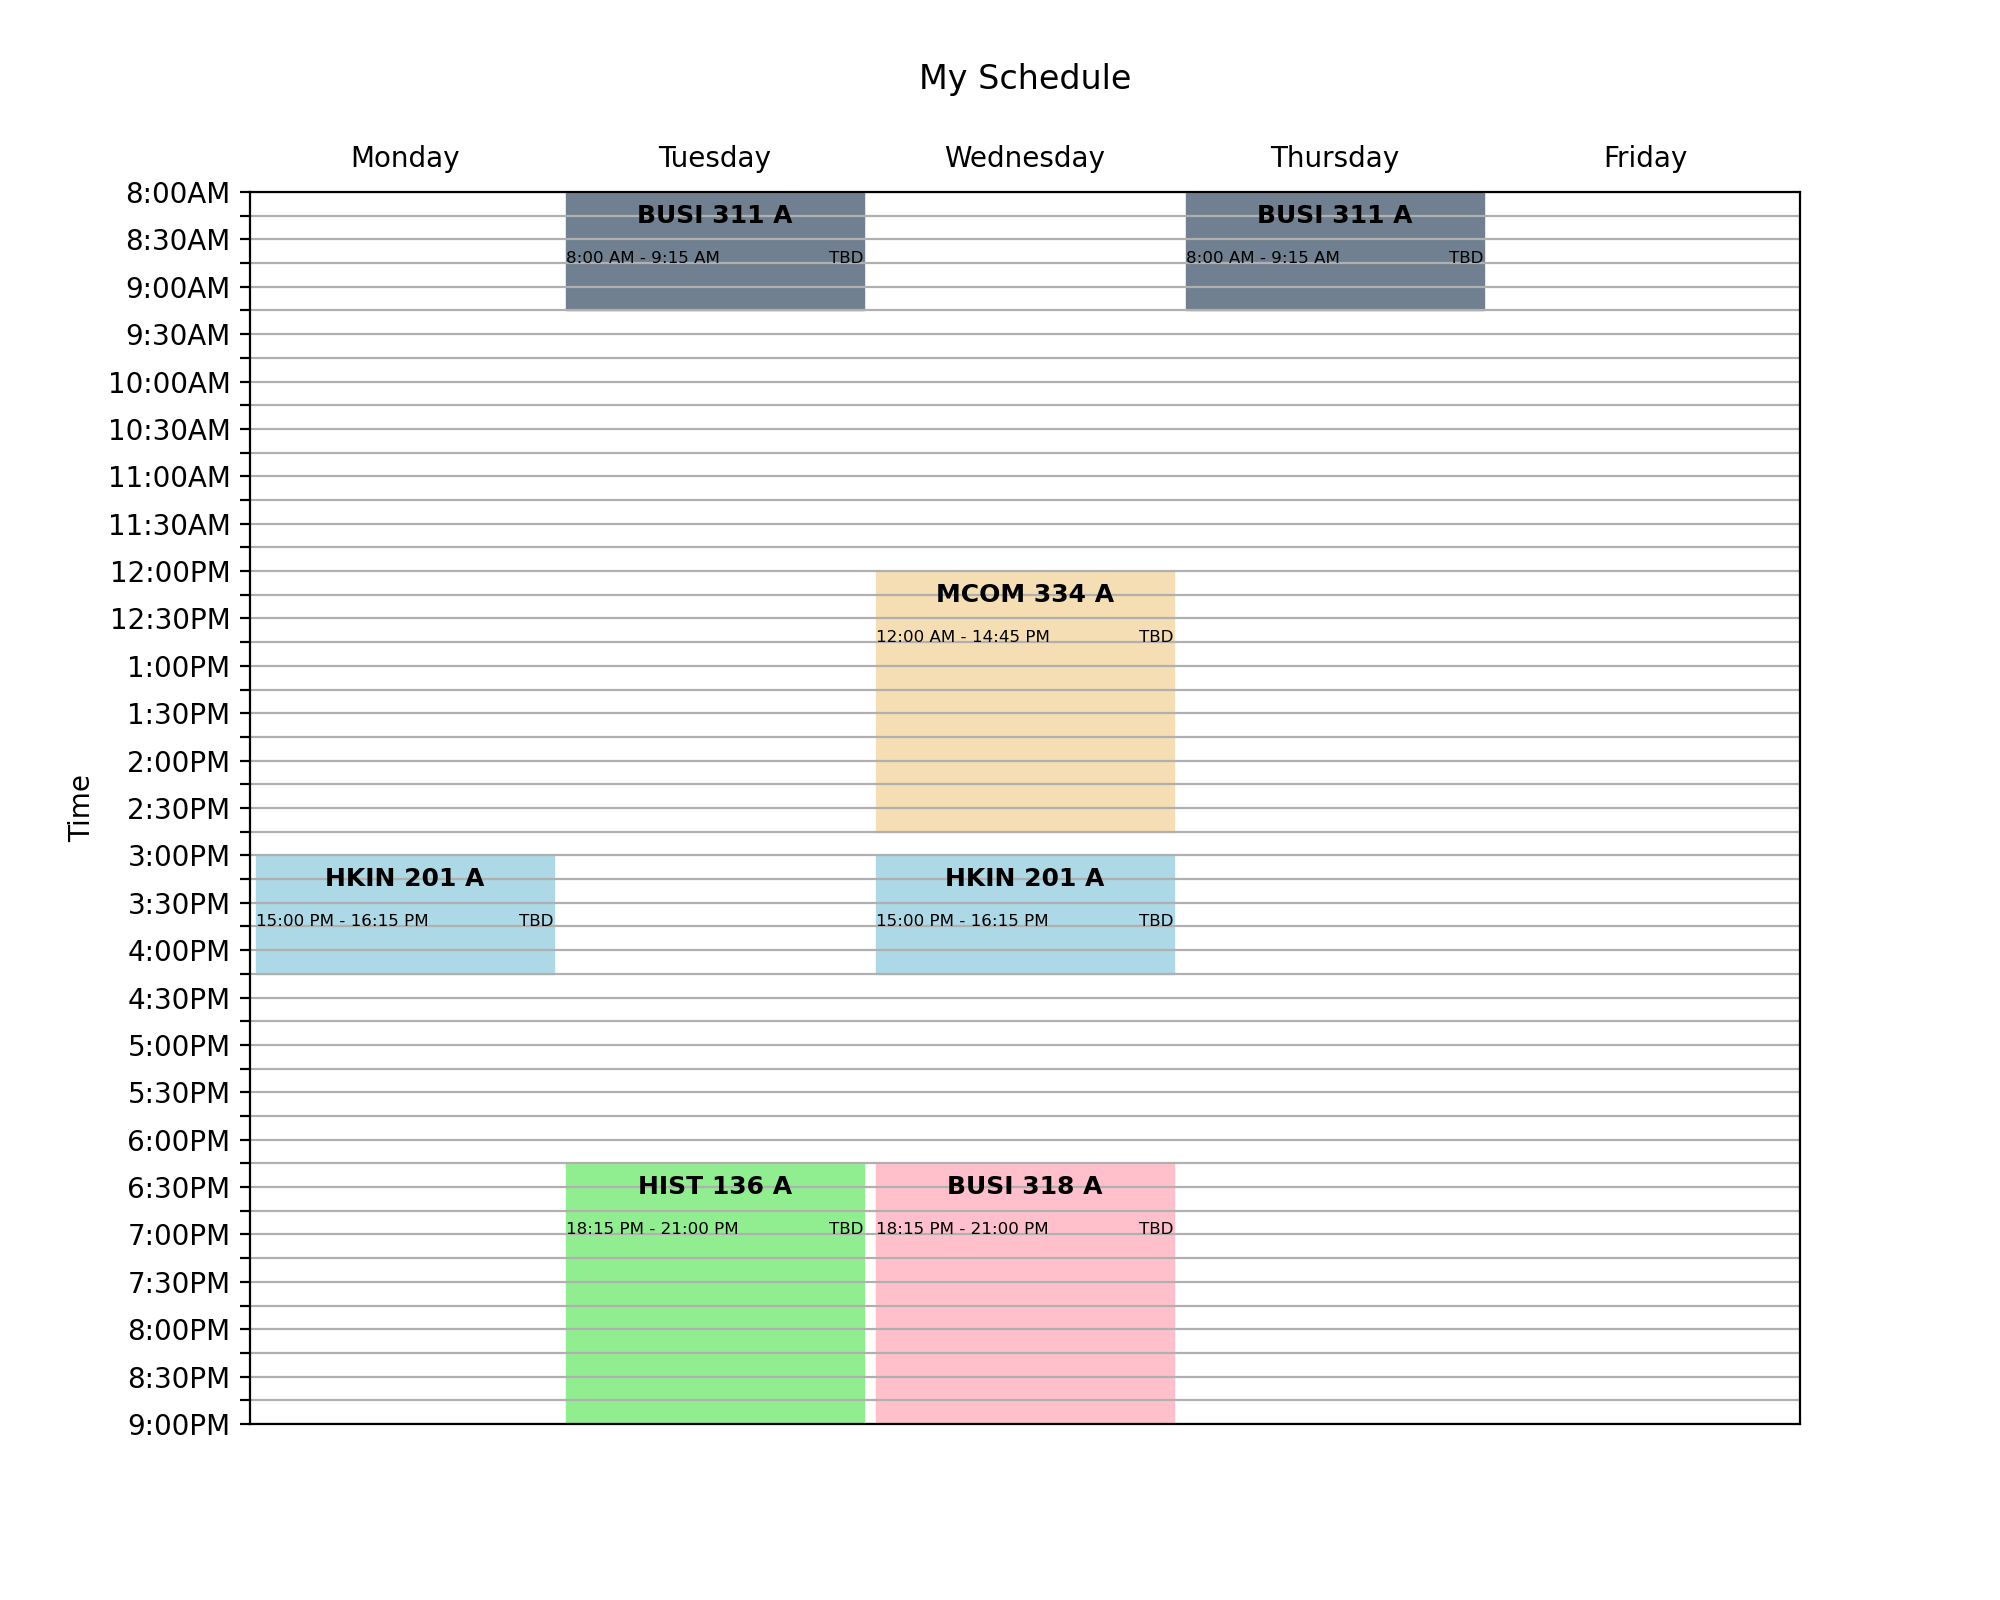 My Schedule
Monday Tuesday Wednesday Thursday Friday
8:00AM
BUSI 311 A BUSI 311 A
8:30AM
8:00 AM - 9:15 AM TBD 8:00 AM - 9:15 AM TBD
9:00AM
9:30AM
10:00AM
10:30AM
11:00AM
11:30AM
12:00PM
MCOM 334 A
12:30PM
12:00 AM - 14:45 PM TBD
1:00PM
1:30PM
2:00PM
2:30PM
Time
3:00PM
HKIN 201 A HKIN 201 A
3:30PM
15:00 PM - 16:15 PM TBD 15:00 PM - 16:15 PM TBD
4:00PM
4:30PM
5:00PM
5:30PM
6:00PM
6:30PM HIST 136 A BUSI 318 A
18:15 PM - 21:00 PM TBD 18:15 PM - 21:00 PM TBD
7:00PM
7:30PM
8:00PM
8:30PM
9:00PM